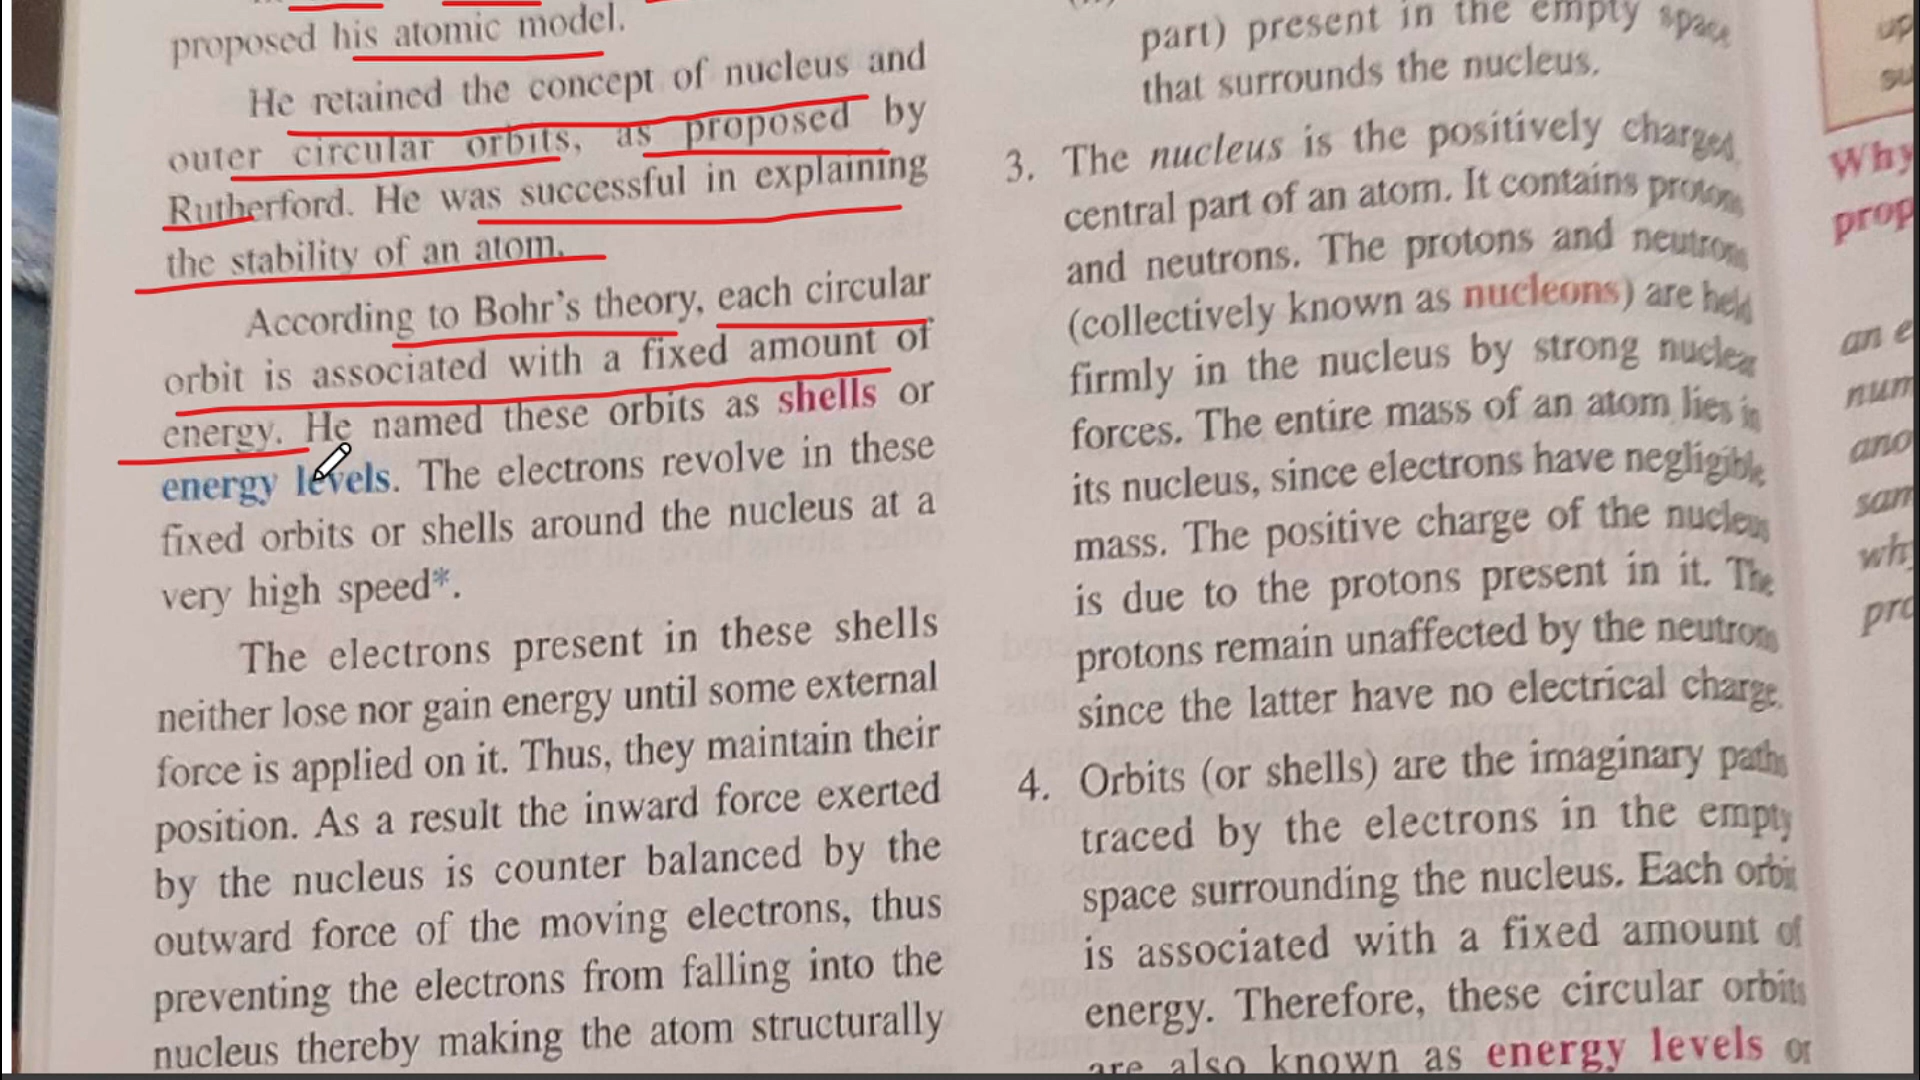 proposed his atomic model.
He retained the concept of nucleus and
outer circular orbits, as proposed by
Rutherford. He was successful in explaining
the stability of an atom.
According to Bohr's theory, each circular
orbit is associated with a fixed amount of
energy. He named these orbits as shells or
energy levels. The electrons revolve in these
fixed orbits or shells around the nucleus at a
very high speed*.
The electrons present in these shells
neither lose nor gain energy until some external
force is applied on it. Thus, they maintain their
position. As a result the inward force exerted
by the nucleus is counter balanced by the
outward force of the moving electrons, thus
preventing the electrons from falling into the
nucleus thereby making the atom structurally
part) present in the empty space
that surrounds the nucleus.
3. The nucleus is the positively charged
central part of an atom. It contains protons
and neutrons. The protons and neutrons
(collectively known as nucleons) are held
firmly in the nucleus by strong nuclear
forces. The entire mass of an atom lies in
its nucleus, since electrons have negligible
mass. The positive charge of the nucleus
is due to the protons present in it. The
protons remain unaffected by the neutrons
since the latter have no electrical charge.
4. Orbits (or shells) are the imaginary paths
traced by the electrons in the empty
space surrounding the nucleus. Each orbit
is associated with a fixed amount of
energy. Therefore, these circular orbits
are also known as energy levels or
up
su
Why
prop
an e
num
ano
sam
why
pro